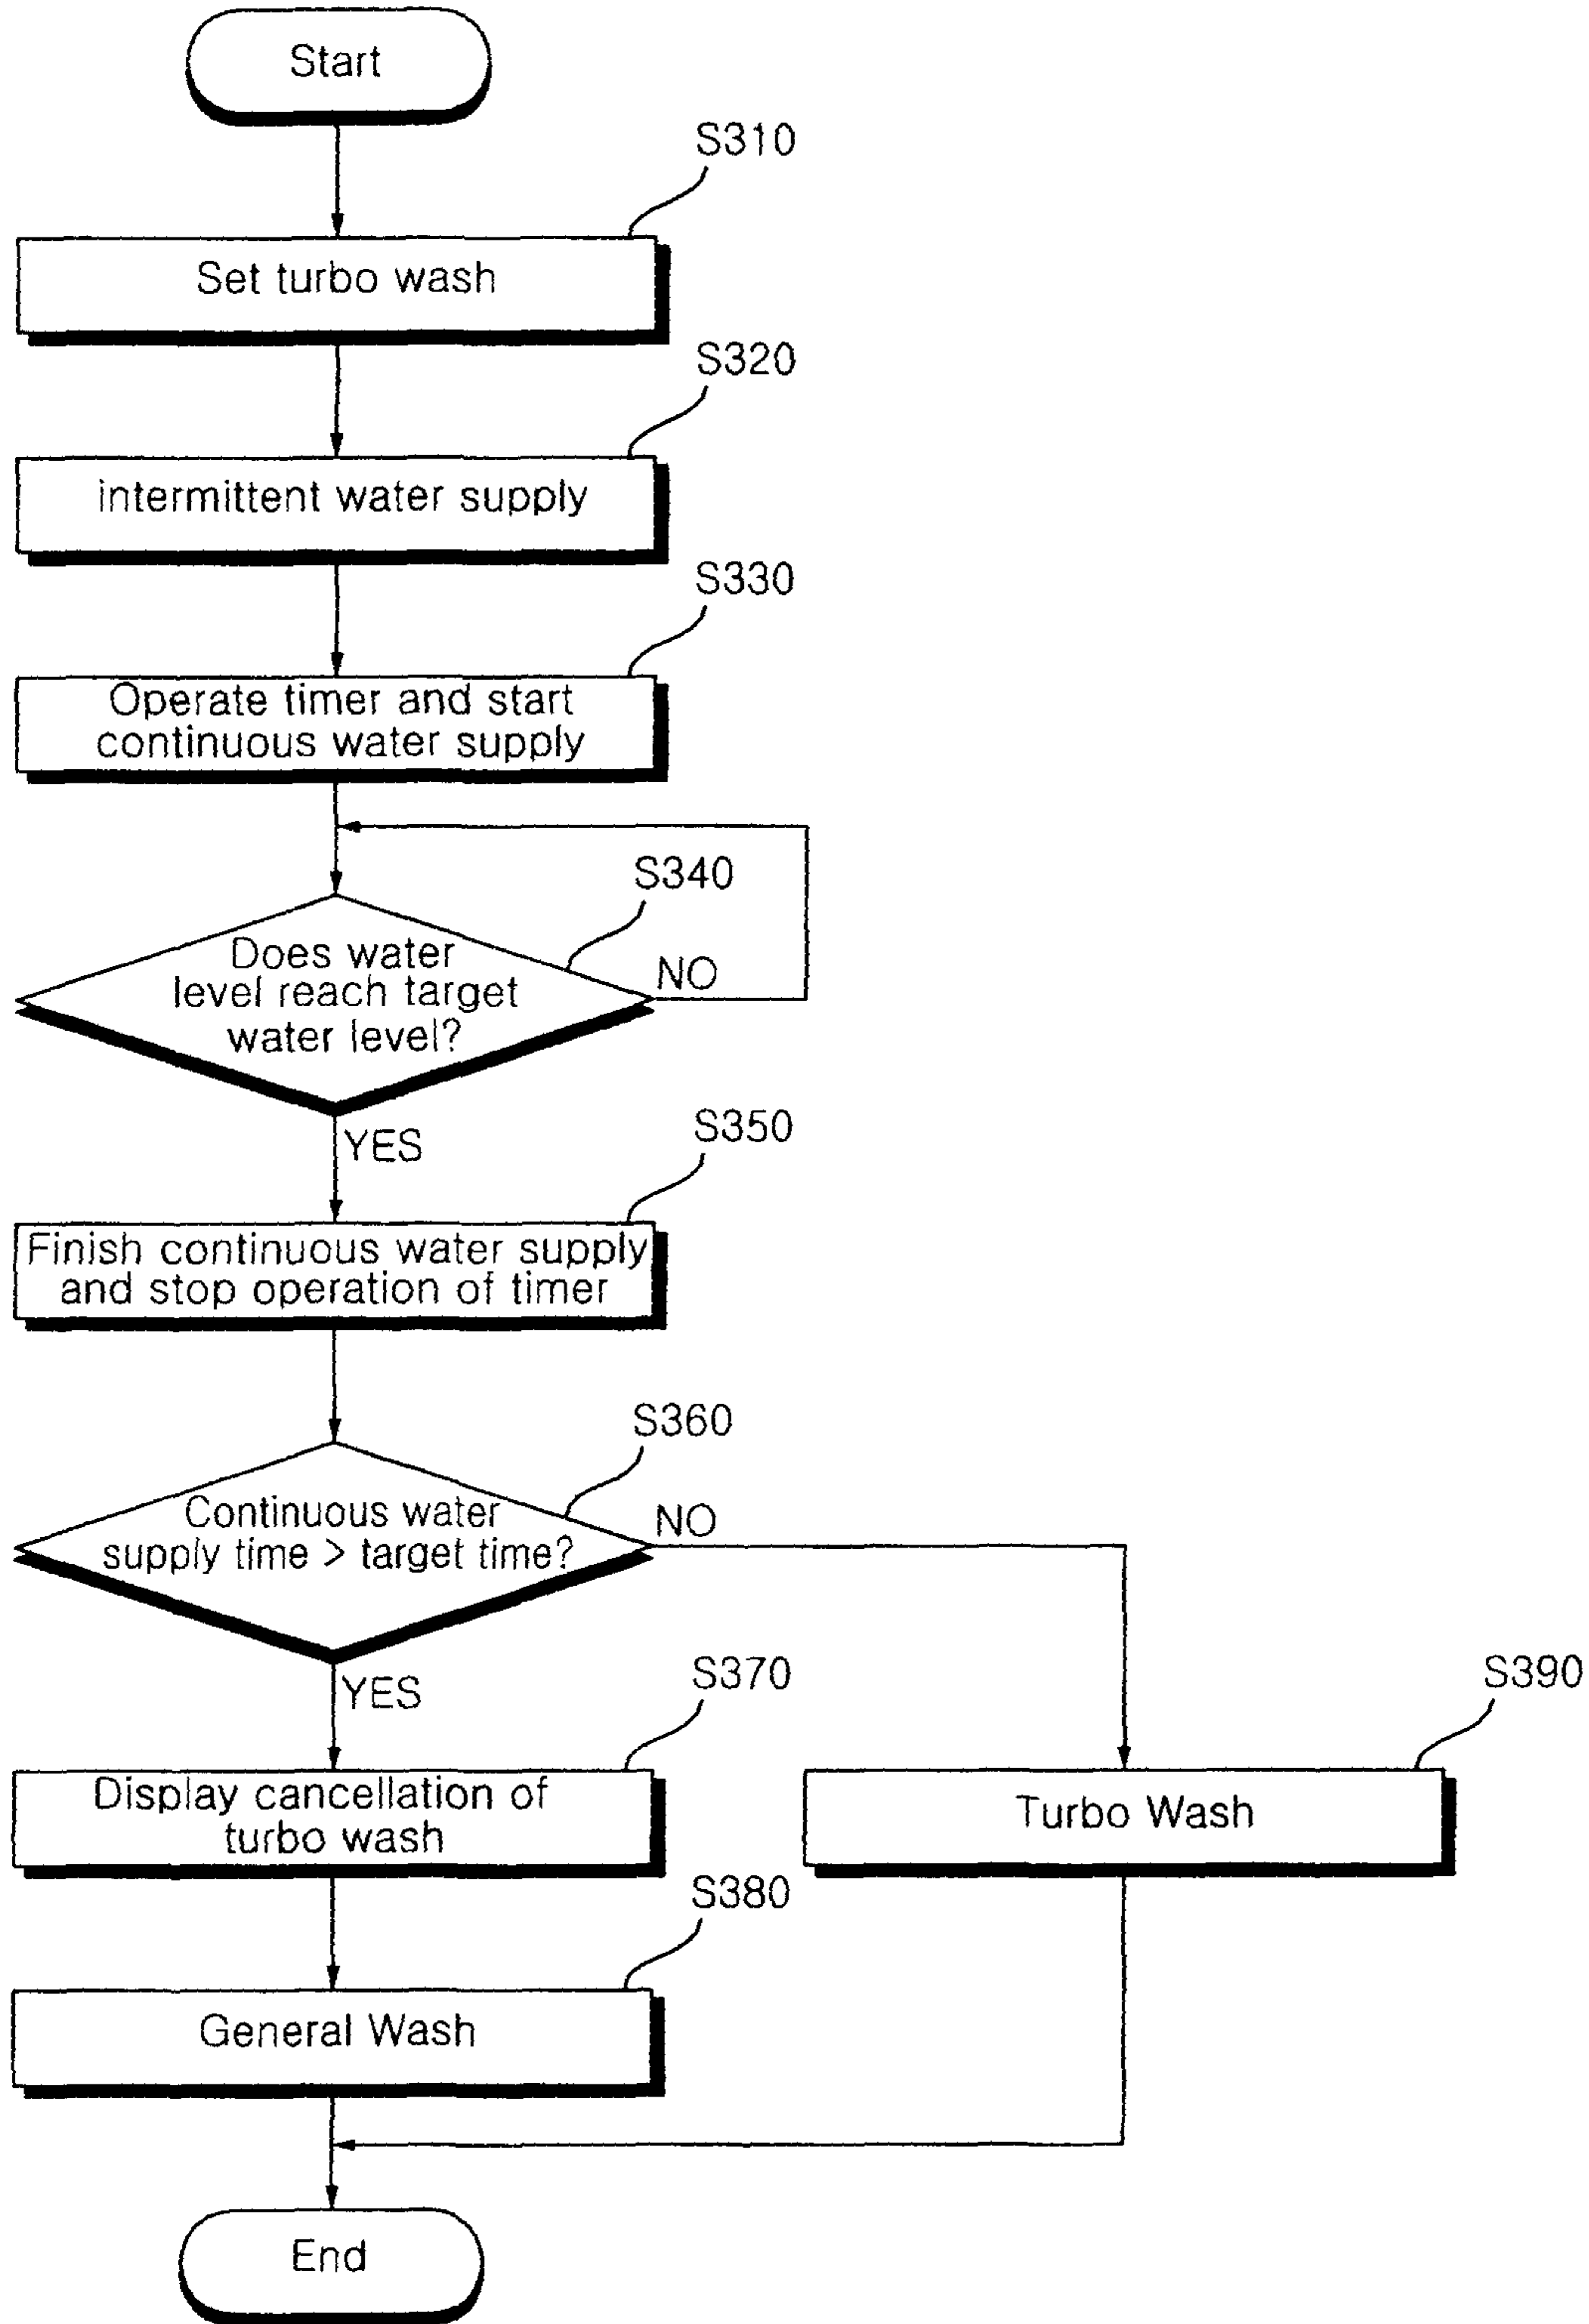 Start
S310
Set turbo wash
S320
intermittent water supply
S330
Operate timer and start
continuous water supply
S340
Does water
level reach target
water level?
NO
YES
S350
Finish continuous water supply
and stop operation of timer
S360
Continuous water
supply time > target time?
NO
YES
S370
Display cancellation of
turbo wash
S390
Turbo Wash
S380
General Wash
End